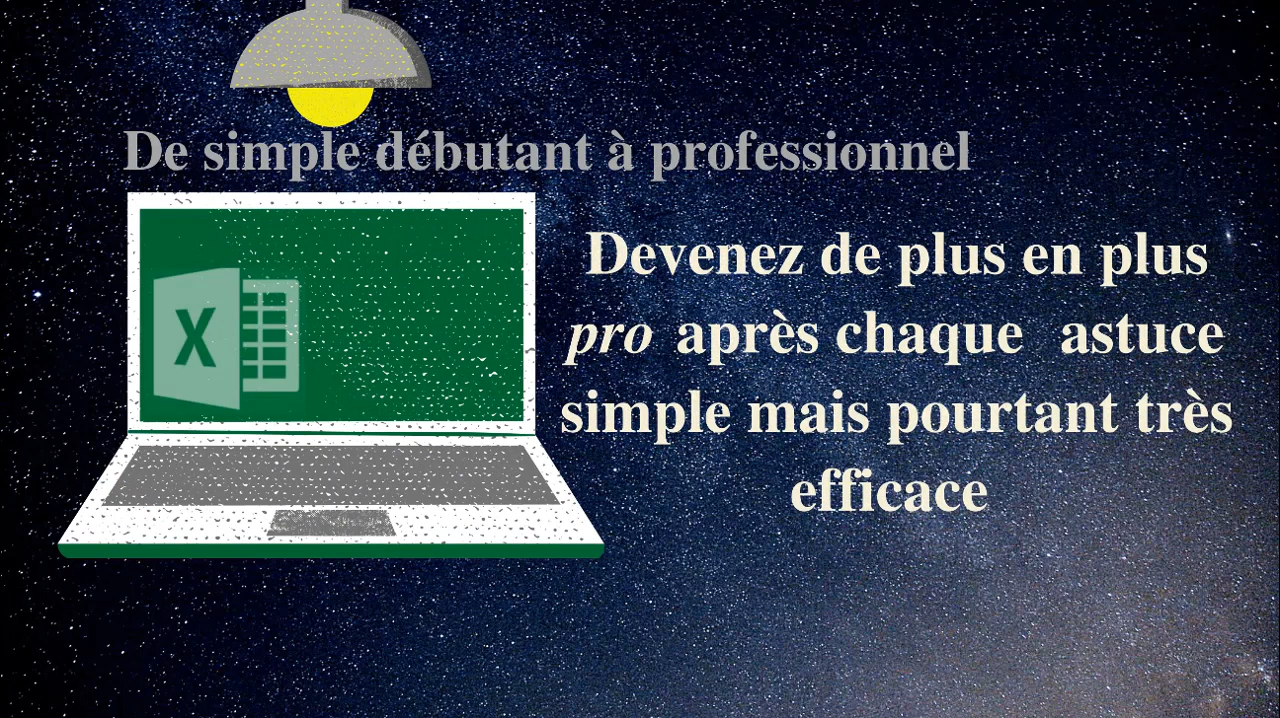 De simple débutant à professionnel
X
Devenez de plus en plus
pro après chaque astuce
simple mais pourtant très
efficace